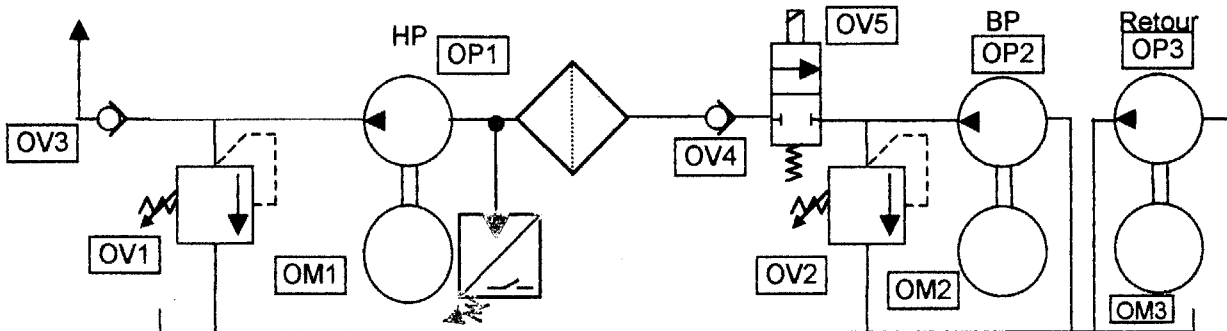 HP
OP1
OV5
BP
OP2
Retour
OP3
OV3
OV4
OV1
OM1
OV2
OM2
OM3